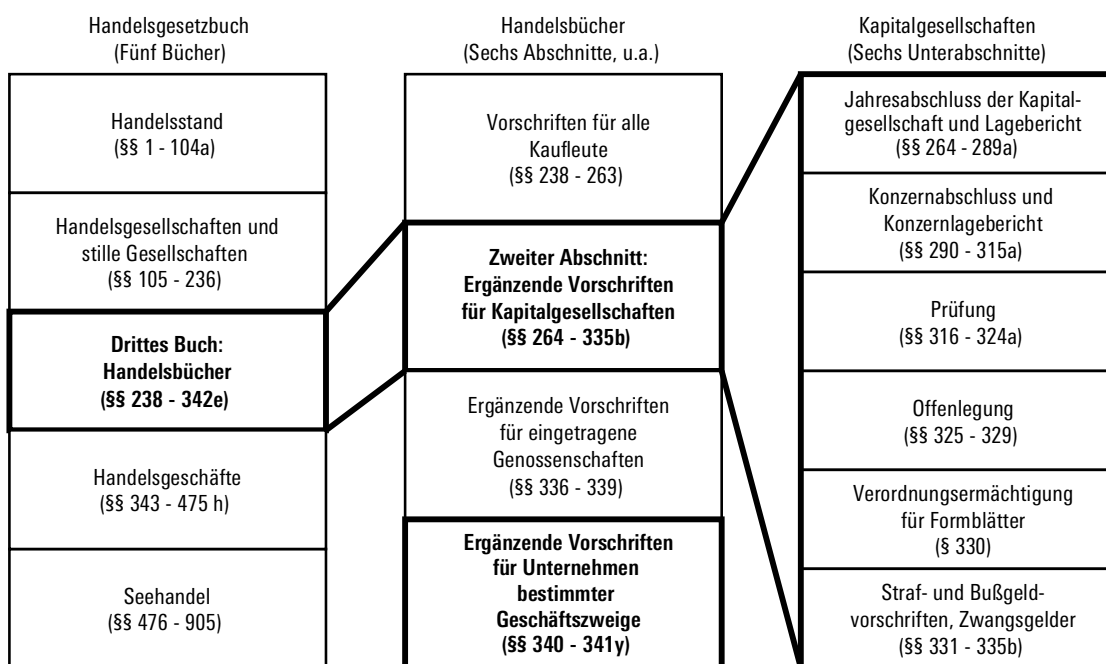 Handelsgesetzbuch
(Fünf Bücher)
Handelsstand
(§§ 1 - 104a)
Handelsgesellschaften und
stille Gesellschaften
(§§ 105 - 236)
Drittes Buch:
Handelsbücher
(§§ 238 - 342e)
Handelsgeschäfte
(§§ 343 - 475 h)
Seehandel
(§§ 476 - 905)
Handelsbücher
(Sechs Abschnitte, u.a.)
Vorschriften für alle
Kaufleute
(§§ 238 - 263)
Zweiter Abschnitt:
Ergänzende Vorschriften
für Kapitalgesellschaften
(§§ 264 - 335b)
Ergänzende Vorschriften
für eingetragene
Genossenschaften
(§§ 336 - 339)
Ergänzende Vorschriften
für Unternehmen
bestimmter
Geschäftszweige
(§§ 340 - 341y)
Kapitalgesellschaften
(Sechs Unterabschnitte)
Jahresabschluss der Kapital-
gesellschaft und Lagebericht
(§§ 264 - 289a)
Konzernabschluss und
Konzernlagebericht
(§§ 290 - 315a)
Prüfung
(§§ 316 - 324a)
Offenlegung
(§§ 325 - 329)
Verordnungsermächtigung
für Formblätter
(§ 330)
Straf- und Bußgeld-
vorschriften, Zwangsgelder
(§§ 331 - 335b)